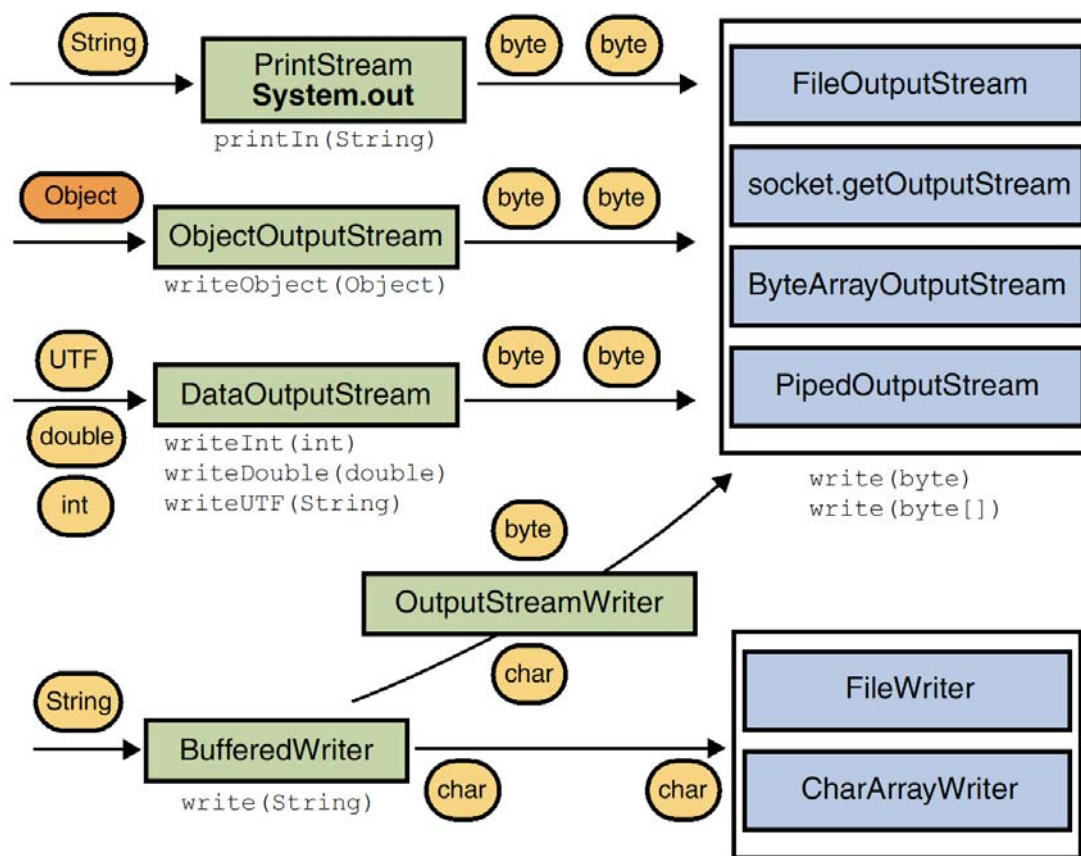 String
byte
byte
PrintStream
System.out
printIn(String)
FileOutputStream
Object
byte
byte
socket.getOutputStream
ObjectOutputStream
writeObject(Object)
ByteArrayOutputStream
UTF
byte
byte
DataOutputStream
PipedOutputStream
double
writeInt(int)
writeDouble(double)
writeUTF(String)
int
write(byte)
write(byte[])
byte
OutputStreamWriter
char
String
BufferedWriter
write(String)
char
char
FileWriter
CharArrayWriter